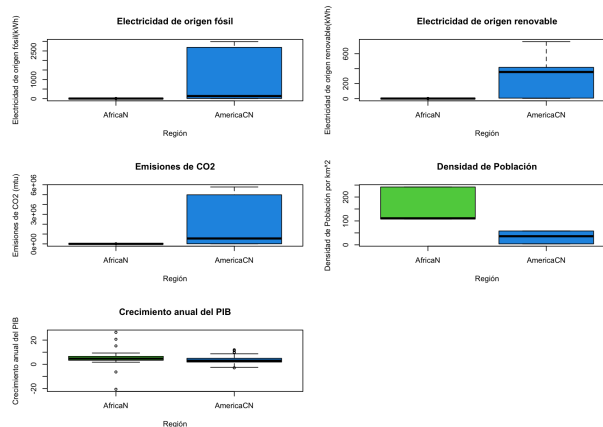 Electricidad de origen fósil
Electricidad de origen fósil(kWh)
0 1000 2500
AfricaN AmericaCN
Región
Electricidad de origen renovable
Electricidad de origen renovable(kWh)
0 200 600
AfricaN AmericaCN
Región
Emisiones de CO2
Emisiones de CO2 (mtu)
0e+00 3e+06 6e+06
AfricaN AmericaCN
Región
Densidad de Población
Densidad de Población por km^2
0 100 200
AfricaN AmericaCN
Región
Crecimiento anual del PIB
Crecimiento anual del PIB
-20 0 20
AfricaN AmericaCN
Región